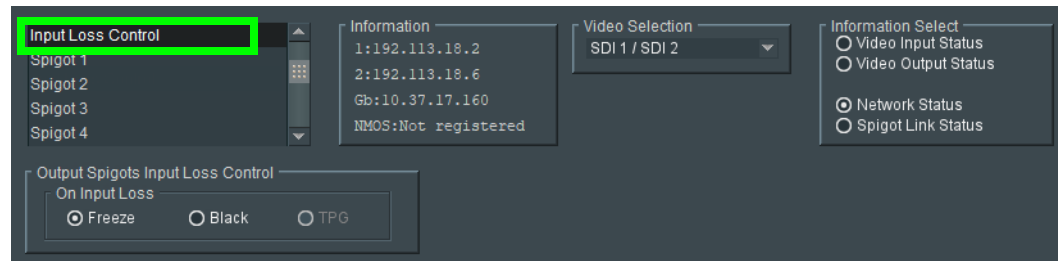 Input Loss Control
Spigot 1
Spigot 2
Spigot 3
Spigot 4
Information
1:192.113.18.2
2:192.113.18.6
Gb:10.37.17.160
NMOS:Not registered
Video Selection
SDI 1 / SDI 2
Information Select
Video Input Status
Video Output Status
Network Status
Spigot Link Status
Output Spigots Input Loss Control
On Input Loss
Freeze Black TPG